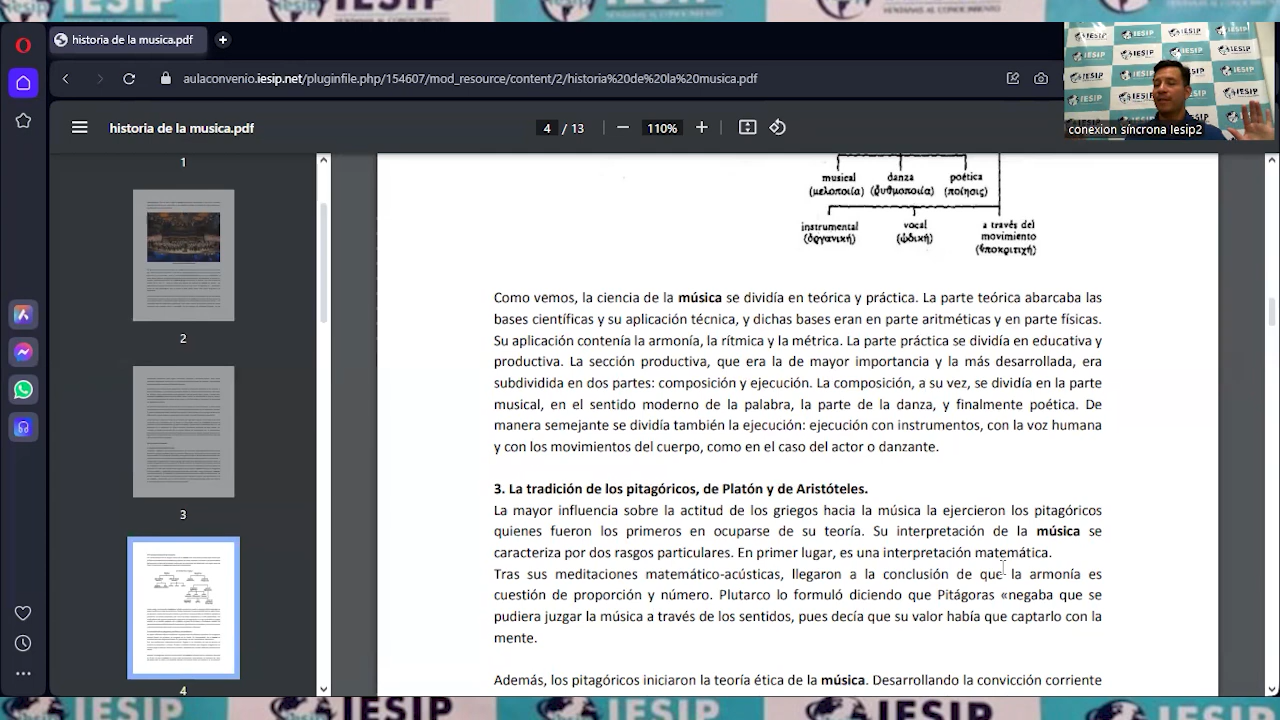 IESIP
VENTANAS AL CONOCIMIENTO
historia de la musica.pdf
aulaconvenio.iesip.net/pluginfile.php/154607/mod
2/historia%20de%20la%20musica.pdf
IESIP
conexion síncrona Iesip2
historia de la musica.pdf
4 / 13
110%
1
2
3
4
musical danza poética
(μελοποιία) (ῥυθμοποιία) (ποίησις)
instrumental vocal a través del
(ὀργανική) (ᾠδική) movimiento
(ὑποκριτική)
Como vemos, la ciencia de la música se dividía en teórica y práctica. La parte teórica abarcaba las
bases científicas y su aplicación técnica, y dichas bases eran en parte aritméticas y en parte físicas.
Su aplicación contenía la armonía, la rítmica y la métrica. La parte práctica se dividía en educativa y
productiva. La sección productiva, que era la de mayor importancia y la más desarrollada, era
subdividida en dos partes: composición y ejecución. La composición, a su vez, se dividía en la parte
musical, en el sentido moderno de la palabra, la parte de la danza, y finalmente poética. De
manera semejante se dividía también la ejecución: ejecución con instrumentos, con la voz humana
y con los movimientos del cuerpo, como en el caso del actor o danzante.
3. La tradición de los pitagóricos, de Platón y de Aristóteles.
La mayor influencia sobre la actitud de los griegos hacia la música la ejercieron los pitagóricos
quienes fueron los primeros en ocuparse de su teoría. Su interpretación de la música se
caracteriza por dos rasgos particulares. En primer lugar, es una interpretación matemática.
Tras sus meditaciones matemático-acústicas, llegaron a la conclusión de que la armonía es
cuestión de proporción y número. Plutarco lo formuló diciendo que Pitágoras «negaba que se
pudiera juzgar la música a través de los sentidos, pues decía que su valor había que captarlo con la
mente.
Además, los pitagóricos iniciaron la teoría ética de la música. Desarrollando la convicción corriente
IESIP